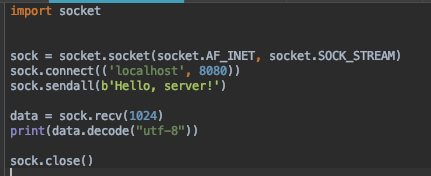 import socket
sock = socket.socket(socket.AF_INET, socket.SOCK_STREAM)
sock.connect(('localhost', 8080))
sock.sendall(b'Hello, server!')
data = sock.recv(1024)
print(data.decode("utf-8"))
sock.close()